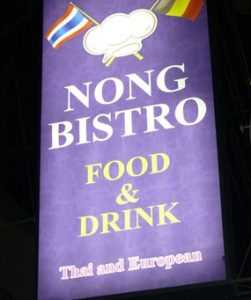 NONG
BISTRO
FOOD
&
DRINK
Thai and European